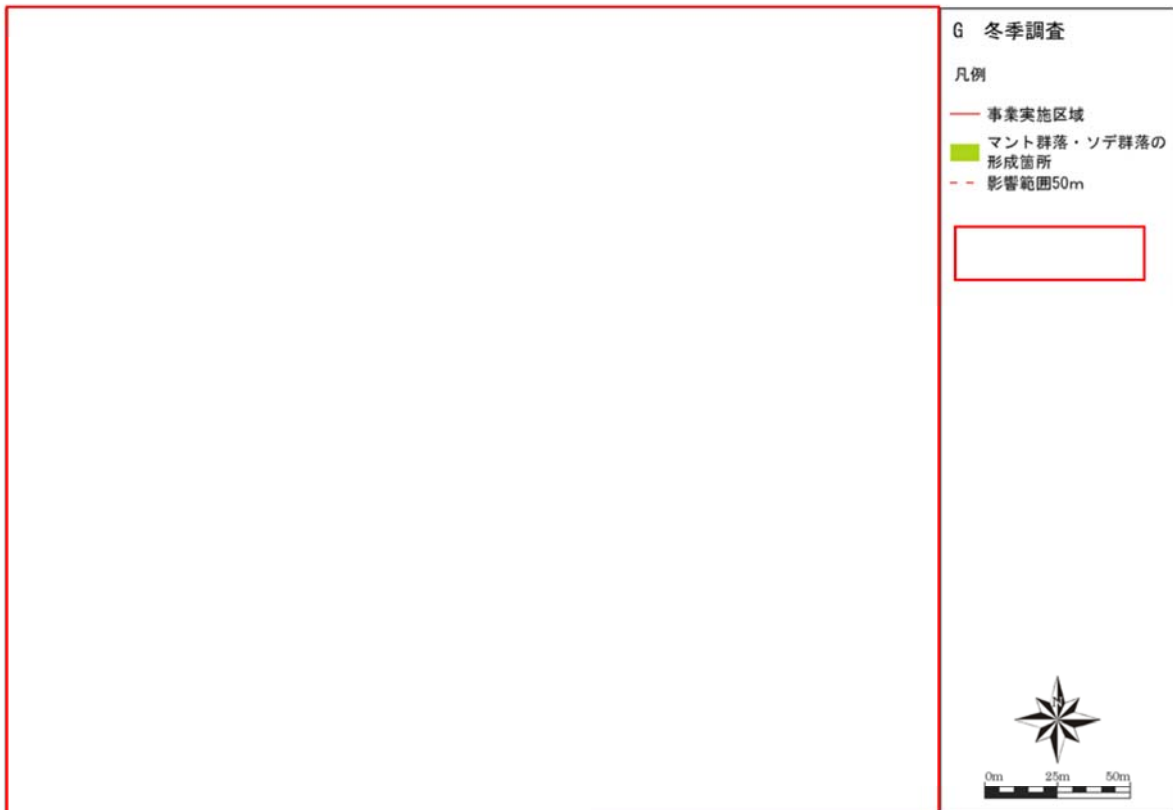 G 冬季調査
凡例
事業実施区域
マント群落・ソデ群落の
形成箇所
影響範囲50m
N
0m 25m 50m